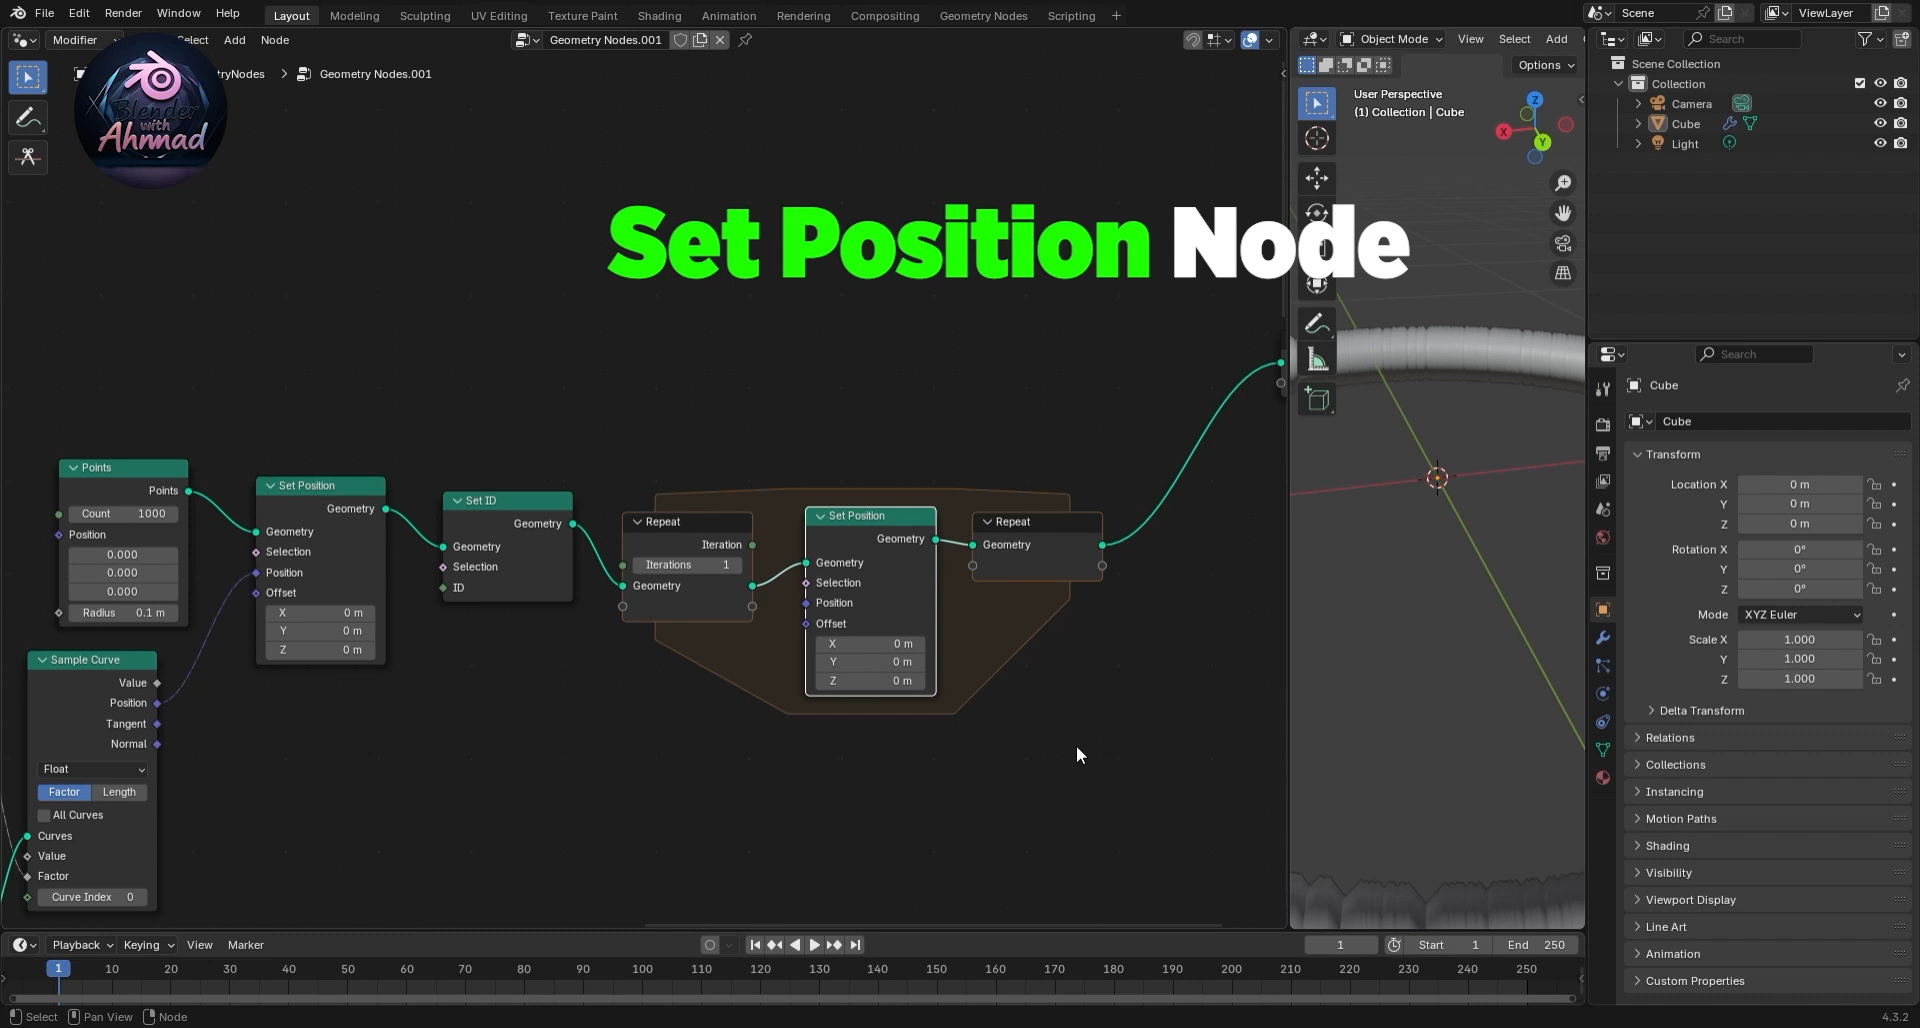 File Edit Render Window Help Layout Modeling Sculpting UV Editing Texture Paint Shading Animation Rendering Compositing Geometry Nodes Scripting Scene ViewLayer
Modifier Select Add Node Geometry Nodes.001
Object Mode View Select Add
Search
tryNodes Geometry Nodes.001
Options
Blender
with
Ahmad
User Perspective
(1) Collection | Cube
Z
X
Y
Scene Collection
Collection
Camera
Cube
Light
Set Position Node
Points
Points
Count 1000
Position
0.000
0.000
0.000
Radius 0.1 m
Set Position
Geometry
Geometry
Selection
Position
Offset
X 0 m
Y 0 m
Z 0 m
Set ID
Geometry
Geometry
Selection
ID
Repeat
Iteration
Iterations 1
Geometry
Set Position
Geometry
Geometry
Selection
Position
Offset
X 0 m
Y 0 m
Z 0 m
Repeat
Geometry
Sample Curve
Value
Position
Tangent
Normal
Float
Factor Length
All Curves
Curves
Value
Factor
Curve Index 0
Search
Cube
Cube
Transform
Location X 0 m
Y 0 m
Z 0 m
Rotation X 0°
Y 0°
Z 0°
Mode XYZ Euler
Scale X 1.000
Y 1.000
Z 1.000
Delta Transform
Relations
Collections
Instancing
Motion Paths
Shading
Visibility
Viewport Display
Line Art
Animation
Custom Properties
Playback Keying View Marker 1 Start 1 End 250
1 10 20 30 40 50 60 70 80 90 100 110 120 130 140 150 160 170 180 190 200 210 220 230 240 250
Select Pan View Node 4.3.2